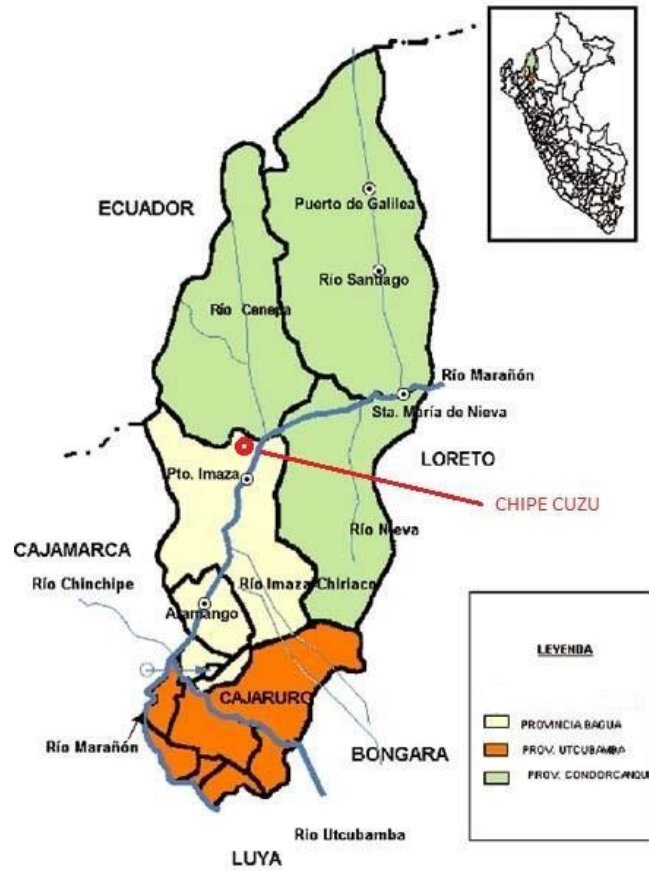 ECUADOR
Puerto de Galilea
Río Santiago
Río Cenepa
Río Marañón
Sta. María de Nieva
LORETO
Pto. Imaza
CHIPE CUZU
Río Nieva
CAJAMARCA
Río Chinchipe
Río Imaza Chiriaco
Aramango
CAJARURO
Río Marañón
BONGARA
Río Utcubamba
LUYA
LEYENDA
PROVINCIA BAGUA
PROV. UTCUBAMBA
PROV. CONDORCANQUI